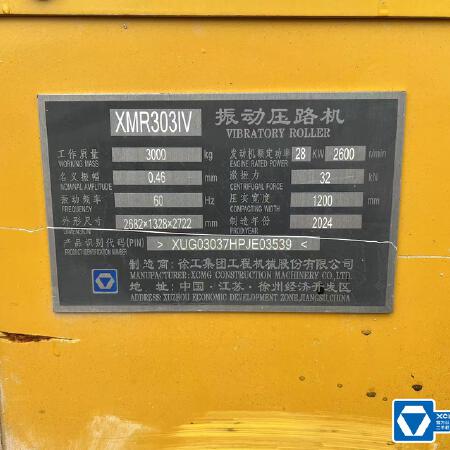 XMR303IV 振动压路机
VIBRATORY ROLLER
工作质量 3000 kg 发动机额定功率 28 KW 2600 r/min
WORKING MASS ENGINE RATED POWER
名义振幅 0.46 mm 激振力 32 kN
NOMINAL AMPLITUDE CENTRIFUGAL FORCE
振动频率 60 Hz 压实宽度 1200 mm
FREQUENCY COMPACTION WIDTH
外形尺寸 2682×1328×2722 mm 制造年份 2024
OVERALL DIMENSION PROD.YEAR
产品识别代码(PIN) > XUG03037HPJE03539 <
PRODUCT IDENTIFICATION NUMBER
制造商:徐工集团工程机械股份有限公司
MANUFACTURER:XCMG CONSTRUCTION MACHINERY CO.,LTD.
地 址:中国·江苏·徐州经济开发区
ADDRESS:XUZHOU ECONOMIC DEVELOPMENT ZONE,JIANGSU,CHINA